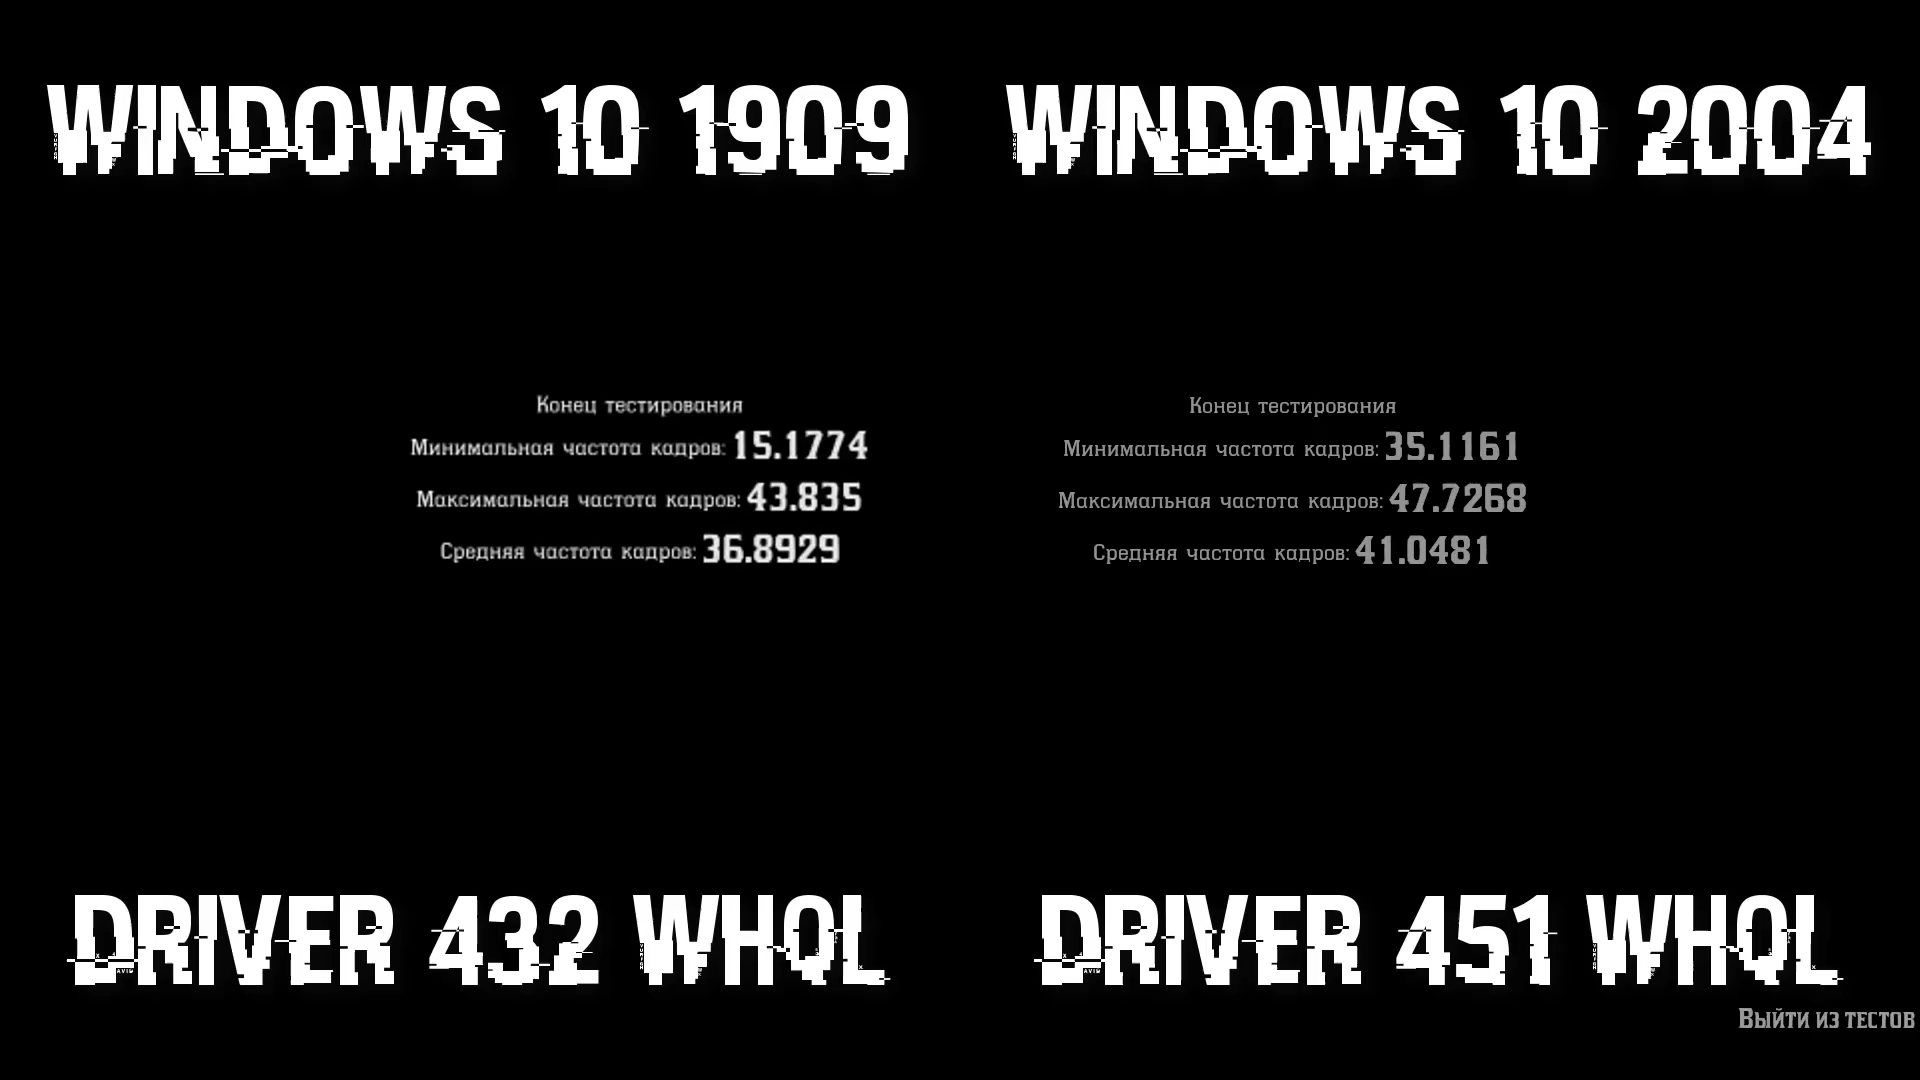 WINDOWS 10 1909
WINDOWS 10 2004
Конец тестирования
Минимальная частота кадров: 15.1774
Максимальная частота кадров: 43.835
Средняя частота кадров: 36.8929
Конец тестирования
Минимальная частота кадров: 35.1161
Максимальная частота кадров: 47.7268
Средняя частота кадров: 41.0481
DRIVER 432 WHQL
DRIVER 451 WHQL
Выйти из тестов